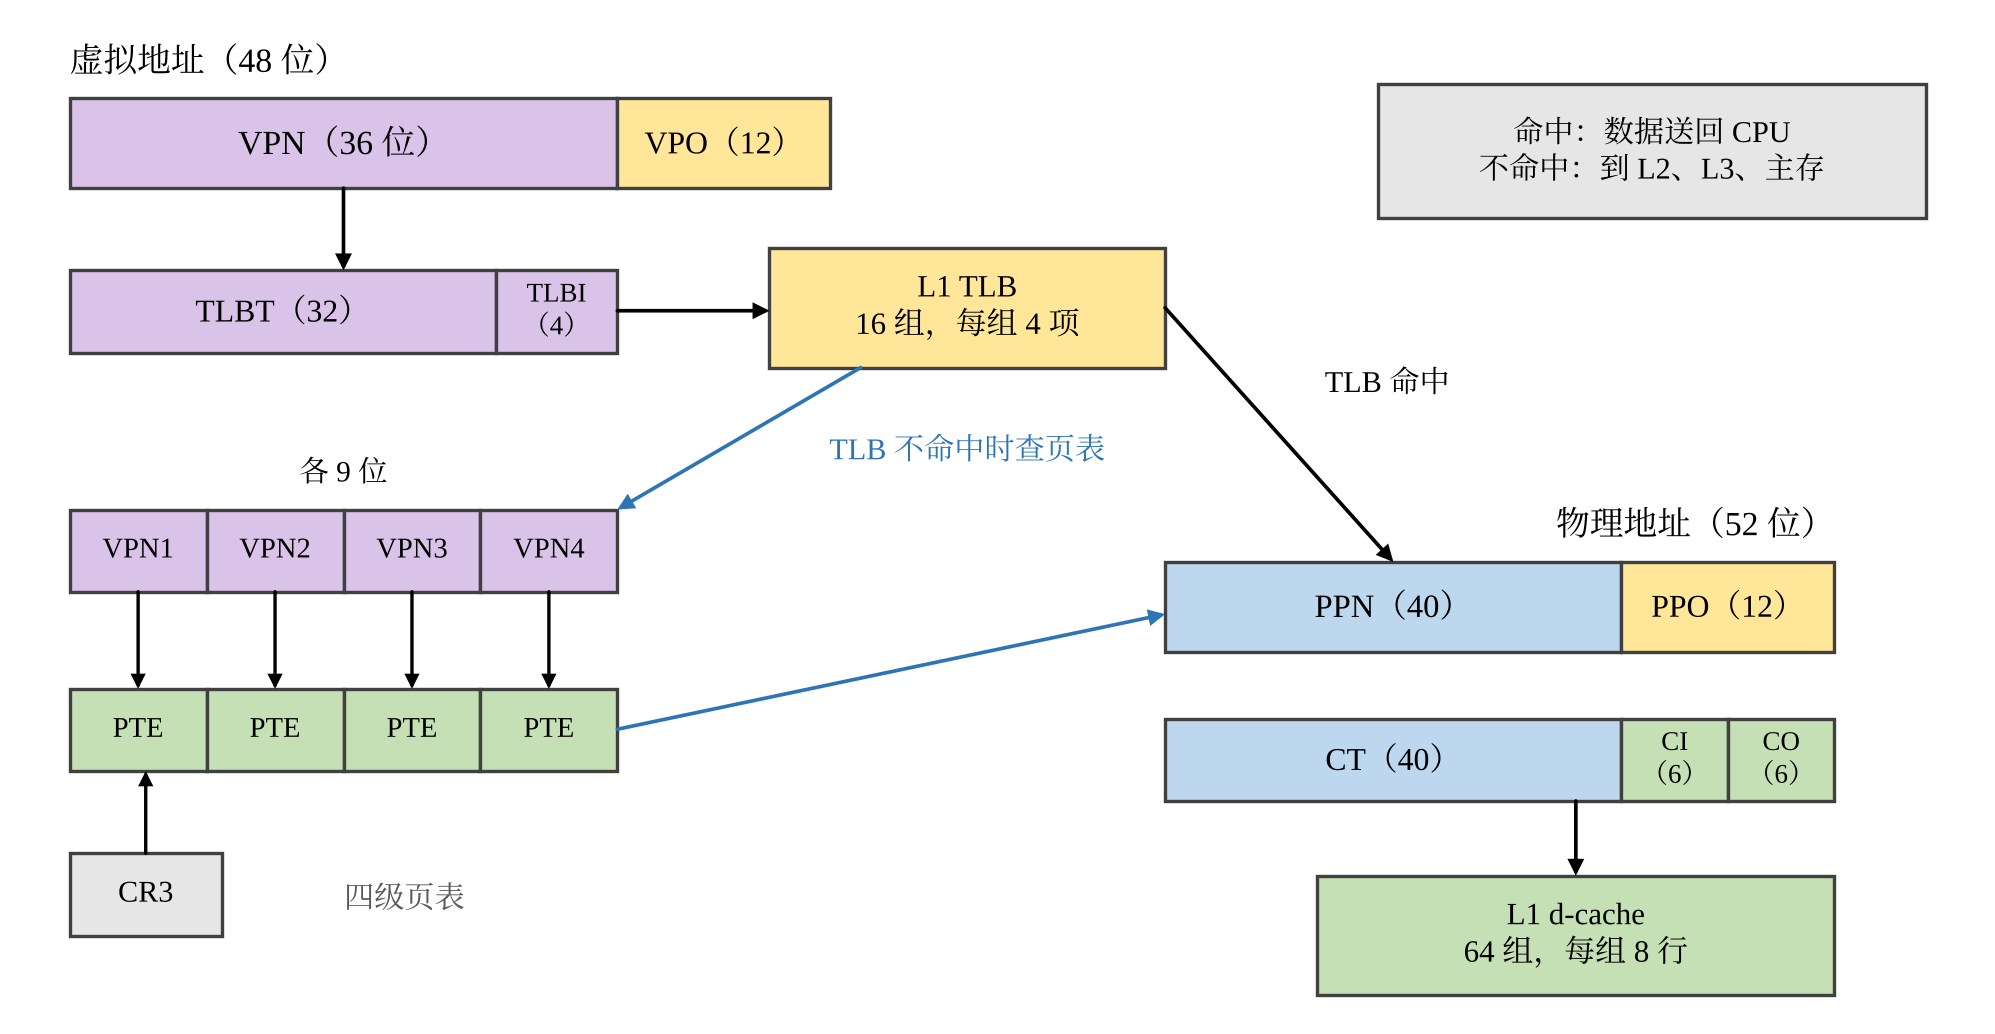 虚拟地址（48 位）
VPN（36 位）
VPO（12）
命中：数据送回 CPU
不命中：到 L2、L3、主存
TLBT（32）
TLBI
（4）
L1 TLB
16 组，每组 4 项
TLB 命中
TLB 不命中时查页表
各 9 位
VPN1
VPN2
VPN3
VPN4
物理地址（52 位）
PPN（40）
PPO（12）
PTE
PTE
PTE
PTE
CT（40）
CI
（6）
CO
（6）
CR3
四级页表
L1 d-cache
64 组，每组 8 行